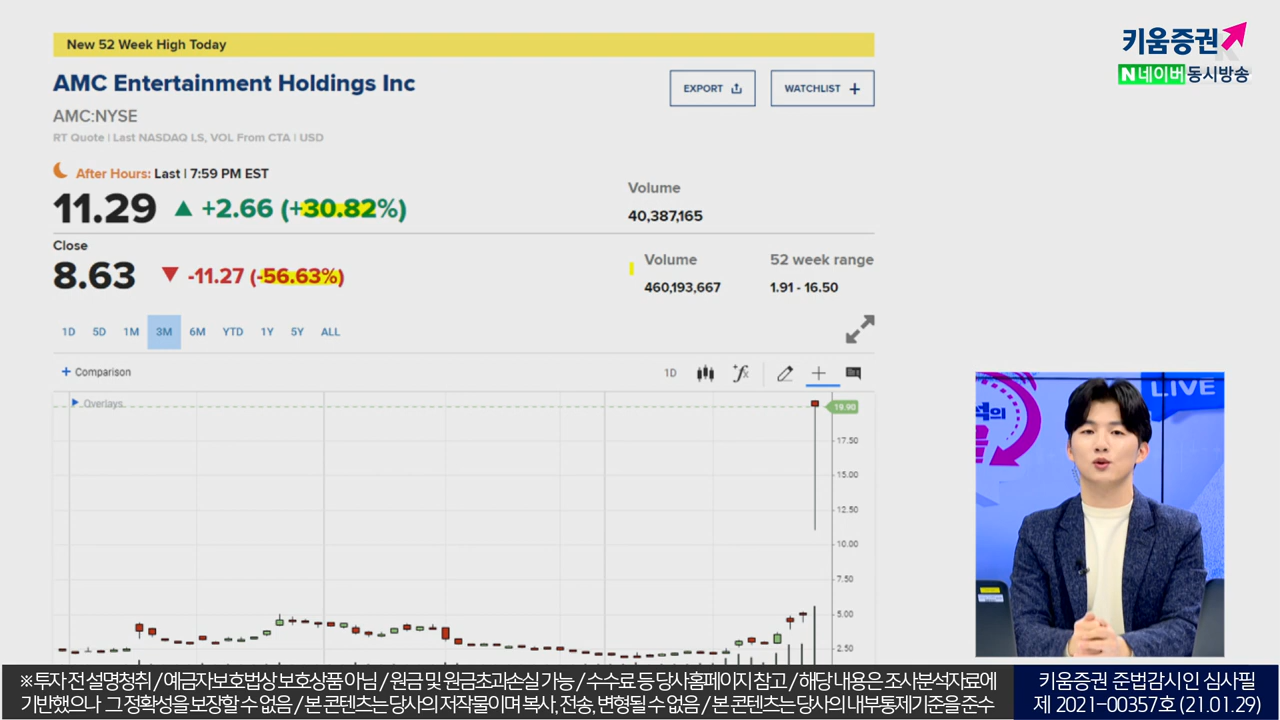 New 52 Week High Today
AMC Entertainment Holdings Inc
EXPORT
WATCHLIST +
AMC:NYSE
RT Quote | Last NASDAQ LS, VOL From CTA | USD
After Hours: Last | 7:59 PM EST
11.29 ▲ +2.66 (+30.82%)
Volume
40,387,165
Close
8.63 ▼ -11.27 (-56.63%)
Volume
52 week range
460,193,667
1.91 - 16.50
1D 5D 1M 3M 6M YTD 1Y 5Y ALL
+ Comparison
1D
Overlays
19.90
17.50
15.00
12.50
10.00
7.50
5.00
2.50
키움증권
N 네이버 동시방송
석의
LIVE
※ 투자 전 설명청취 / 예금자보호법상 보호상품 아님 / 원금 및 원금초과손실 가능 / 수수료 등 당사홈페이지 참고 / 해당 내용은 조사분석자료에
기반했으나 그 정확성을 보장할 수 없음 / 본 콘텐츠는 당사의 저작물이며 복사, 전송, 변형될 수 없음 / 본 콘텐츠는 당사의 내부통제기준을 준수
키움증권 준법감시인 심사필
제 2021-00357호 (21.01.29)